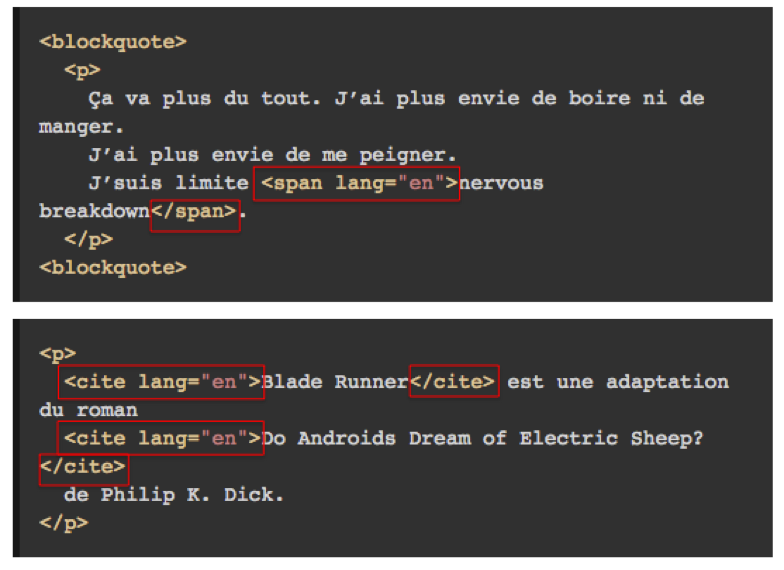 <blockquote>
<p>
Ça va plus du tout. J’ai plus envie de boire ni de
manger.
J’ai plus envie de me peigner.
J’suis limite <span lang="en">nervous
breakdown</span>.
</p>
<blockquote>
<p>
<cite lang="en">Blade Runner</cite> est une adaptation
du roman
<cite lang="en">Do Androids Dream of Electric Sheep?
</cite>
de Philip K. Dick.
</p>